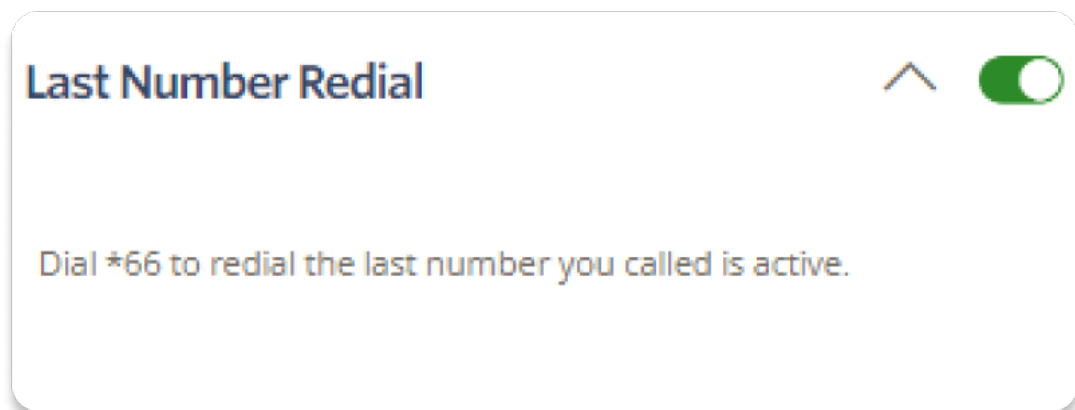 Last Number Redial
Dial *66 to redial the last number you called is active.